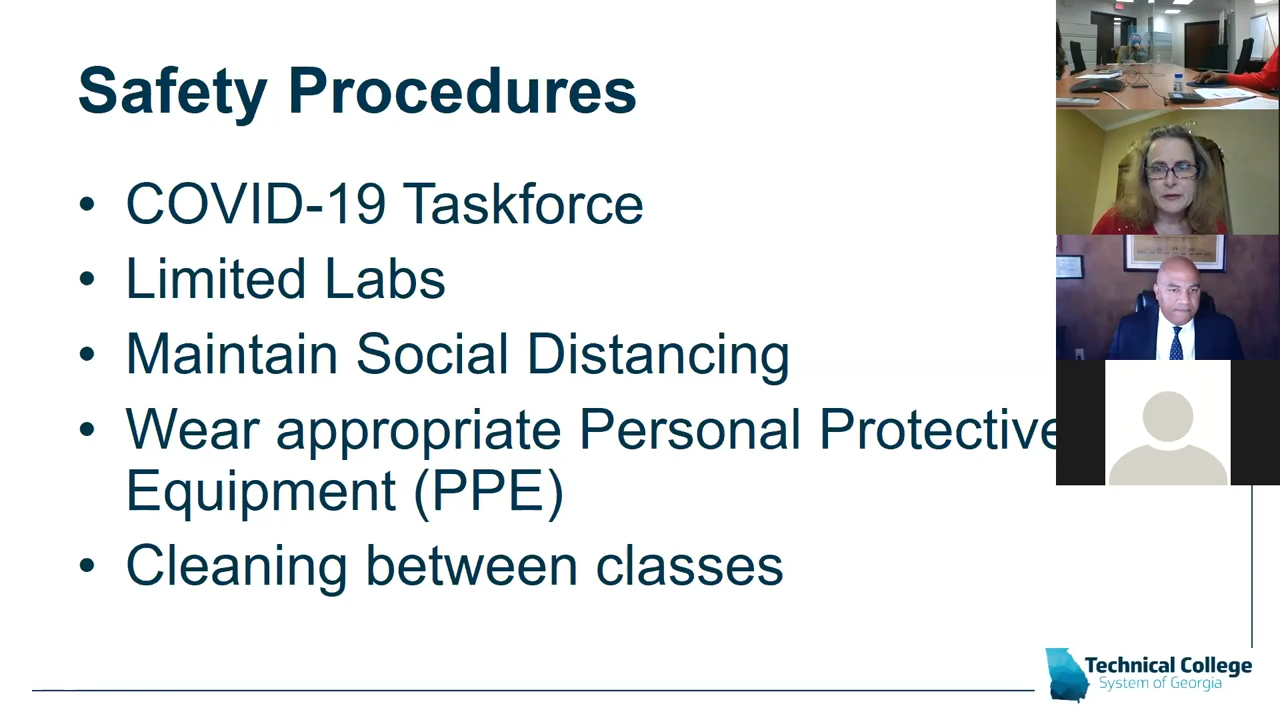 Safety Procedures
• COVID-19 Taskforce
• Limited Labs
• Maintain Social Distancing
• Wear appropriate Personal Protective
Equipment (PPE)
• Cleaning between classes
Technical College
System of Georgia